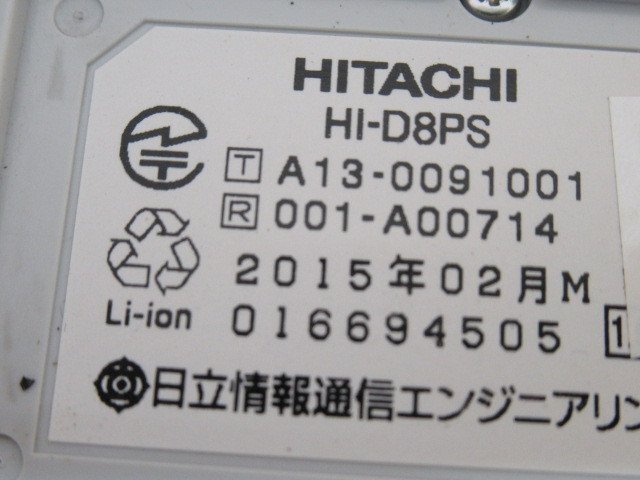 HITACHI
HI-D8PS
T A13-0091001
R 001-A00714
2015年02月M
Li-ion 016694505 1
日立情報通信エンジニアリン